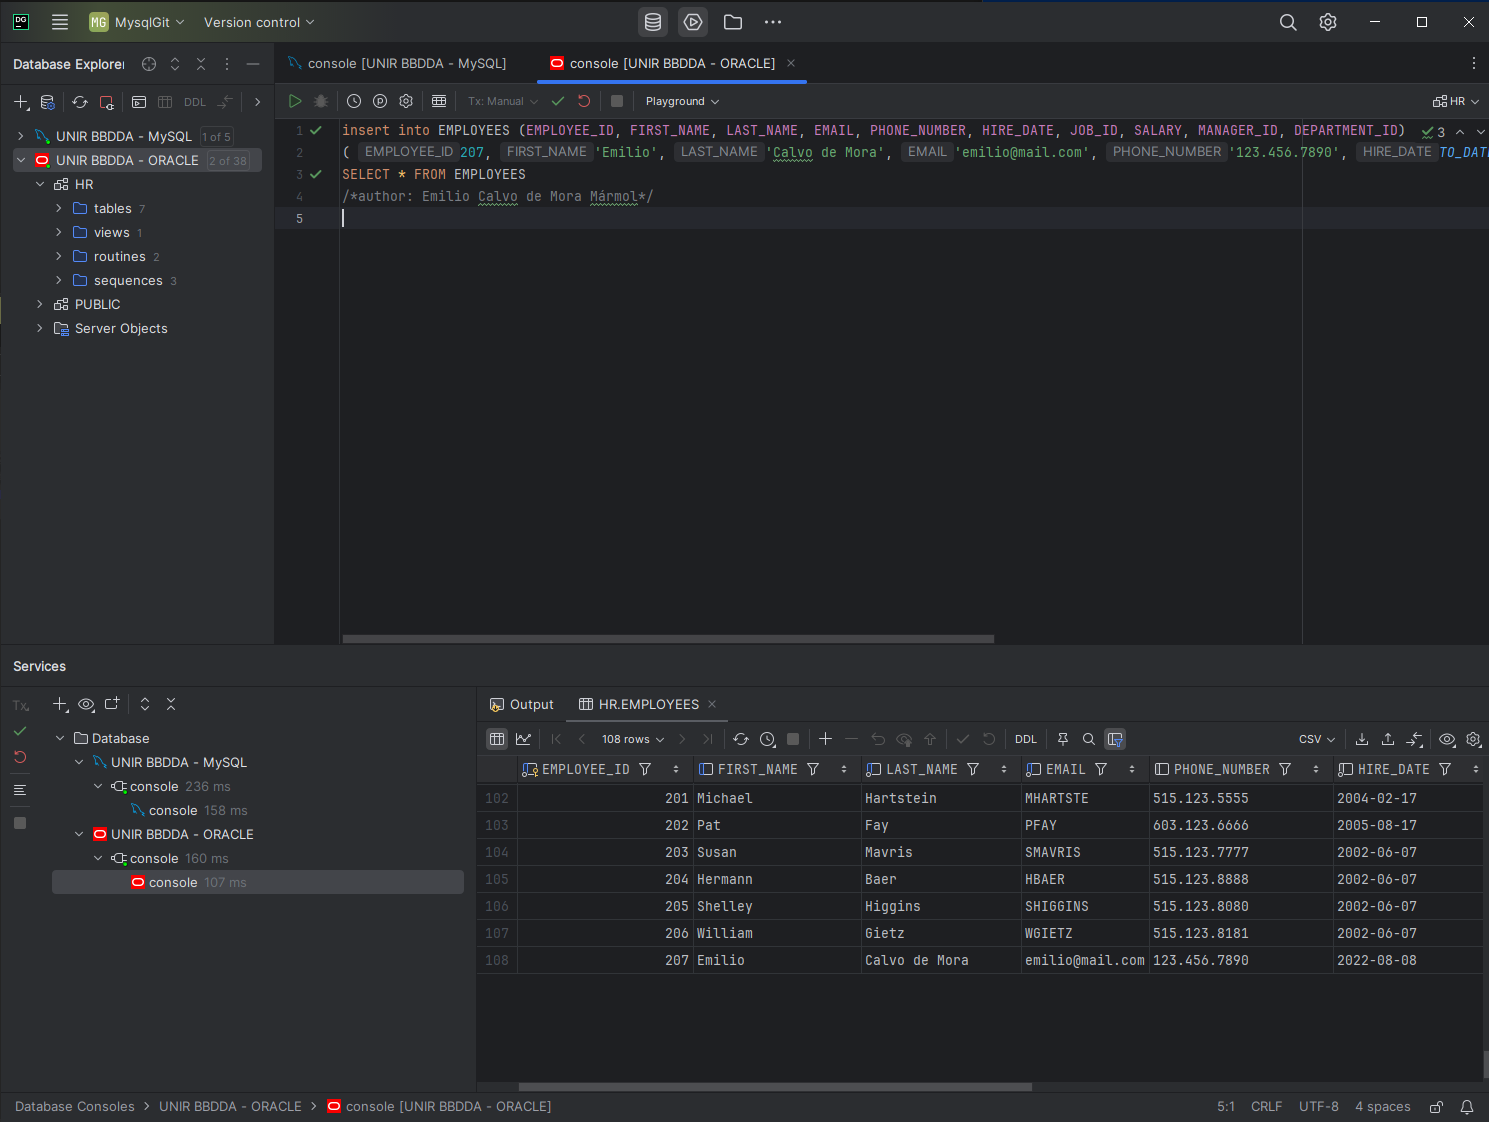 DG MG MysqlGit Version control
Database Explorer
console [UNIR BBDDA - MySQL] console [UNIR BBDDA - ORACLE]
DDL
Tx: Manual Playground HR
UNIR BBDDA - MySQL 1 of 5
UNIR BBDDA - ORACLE 2 of 38
HR
tables 7
views 1
routines 2
sequences 3
PUBLIC
Server Objects
1 insert into EMPLOYEES (EMPLOYEE_ID, FIRST_NAME, LAST_NAME, EMAIL, PHONE_NUMBER, HIRE_DATE, JOB_ID, SALARY, MANAGER_ID, DEPARTMENT_ID) 3
2 ( EMPLOYEE_ID 207, FIRST_NAME 'Emilio', LAST_NAME 'Calvo de Mora', EMAIL 'emilio@mail.com', PHONE_NUMBER '123.456.7890', HIRE_DATE TO_DATE
3 SELECT * FROM EMPLOYEES
4 /*author: Emilio Calvo de Mora Mármol*/
5
Services
Tx
Database
UNIR BBDDA - MySQL
console 236 ms
console 158 ms
UNIR BBDDA - ORACLE
console 160 ms
console 107 ms
Output HR.EMPLOYEES
108 rows DDL CSV
EMPLOYEE_ID FIRST_NAME LAST_NAME EMAIL PHONE_NUMBER HIRE_DATE
102 201 Michael Hartstein MHARTSTE 515.123.5555 2004-02-17
103 202 Pat Fay PFAY 603.123.6666 2005-08-17
104 203 Susan Mavris SMAVRIS 515.123.7777 2002-06-07
105 204 Hermann Baer HBAER 515.123.8888 2002-06-07
106 205 Shelley Higgins SHIGGINS 515.123.8080 2002-06-07
107 206 William Gietz WGIETZ 515.123.8181 2002-06-07
108 207 Emilio Calvo de Mora emilio@mail.com 123.456.7890 2022-08-08
Database Consoles UNIR BBDDA - ORACLE console [UNIR BBDDA - ORACLE] 5:1 CRLF UTF-8 4 spaces